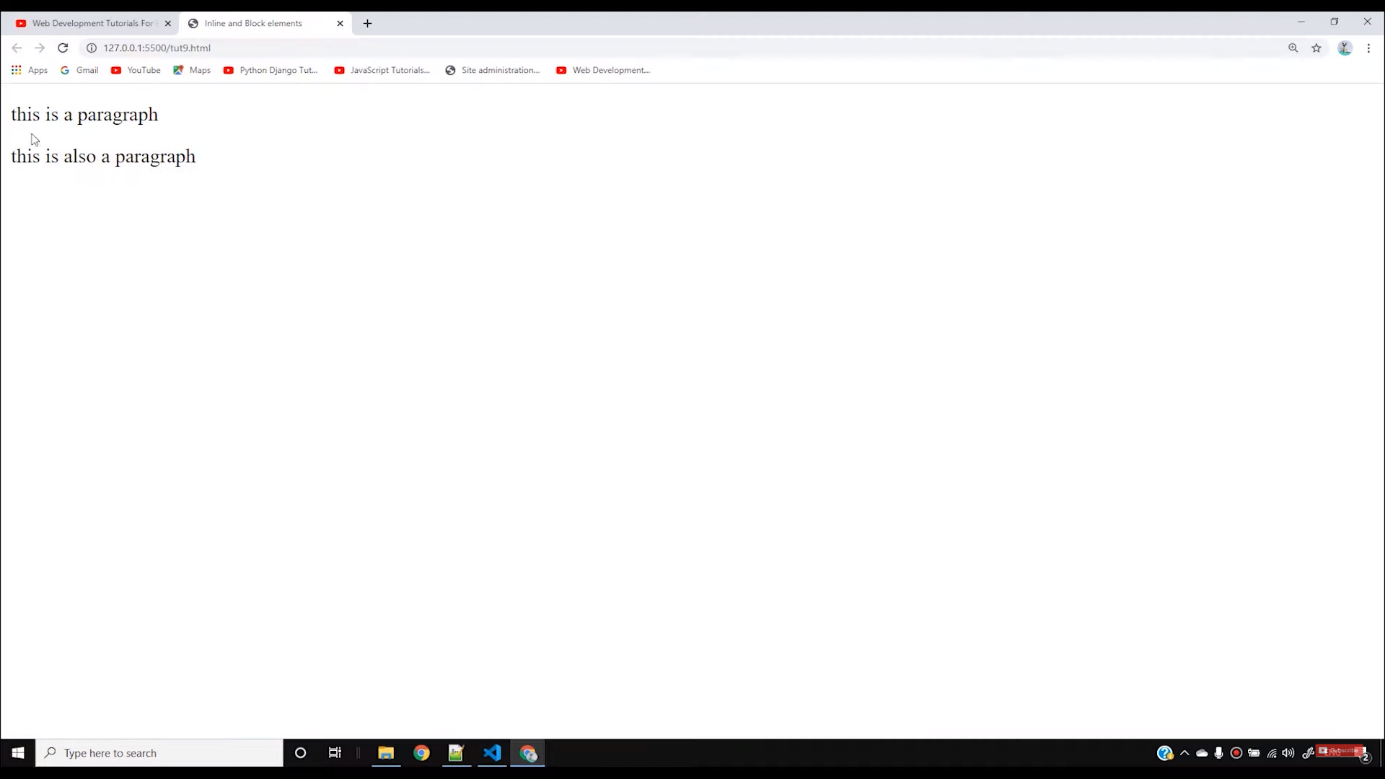 Web Development Tutorials For
Inline and Block elements
127.0.0.1:5500/tut9.html
Apps
Gmail
YouTube
Maps
Python Django Tut...
JavaScript Tutorials...
Site administration...
Web Development...
this is a paragraph
this is also a paragraph
Type here to search
2